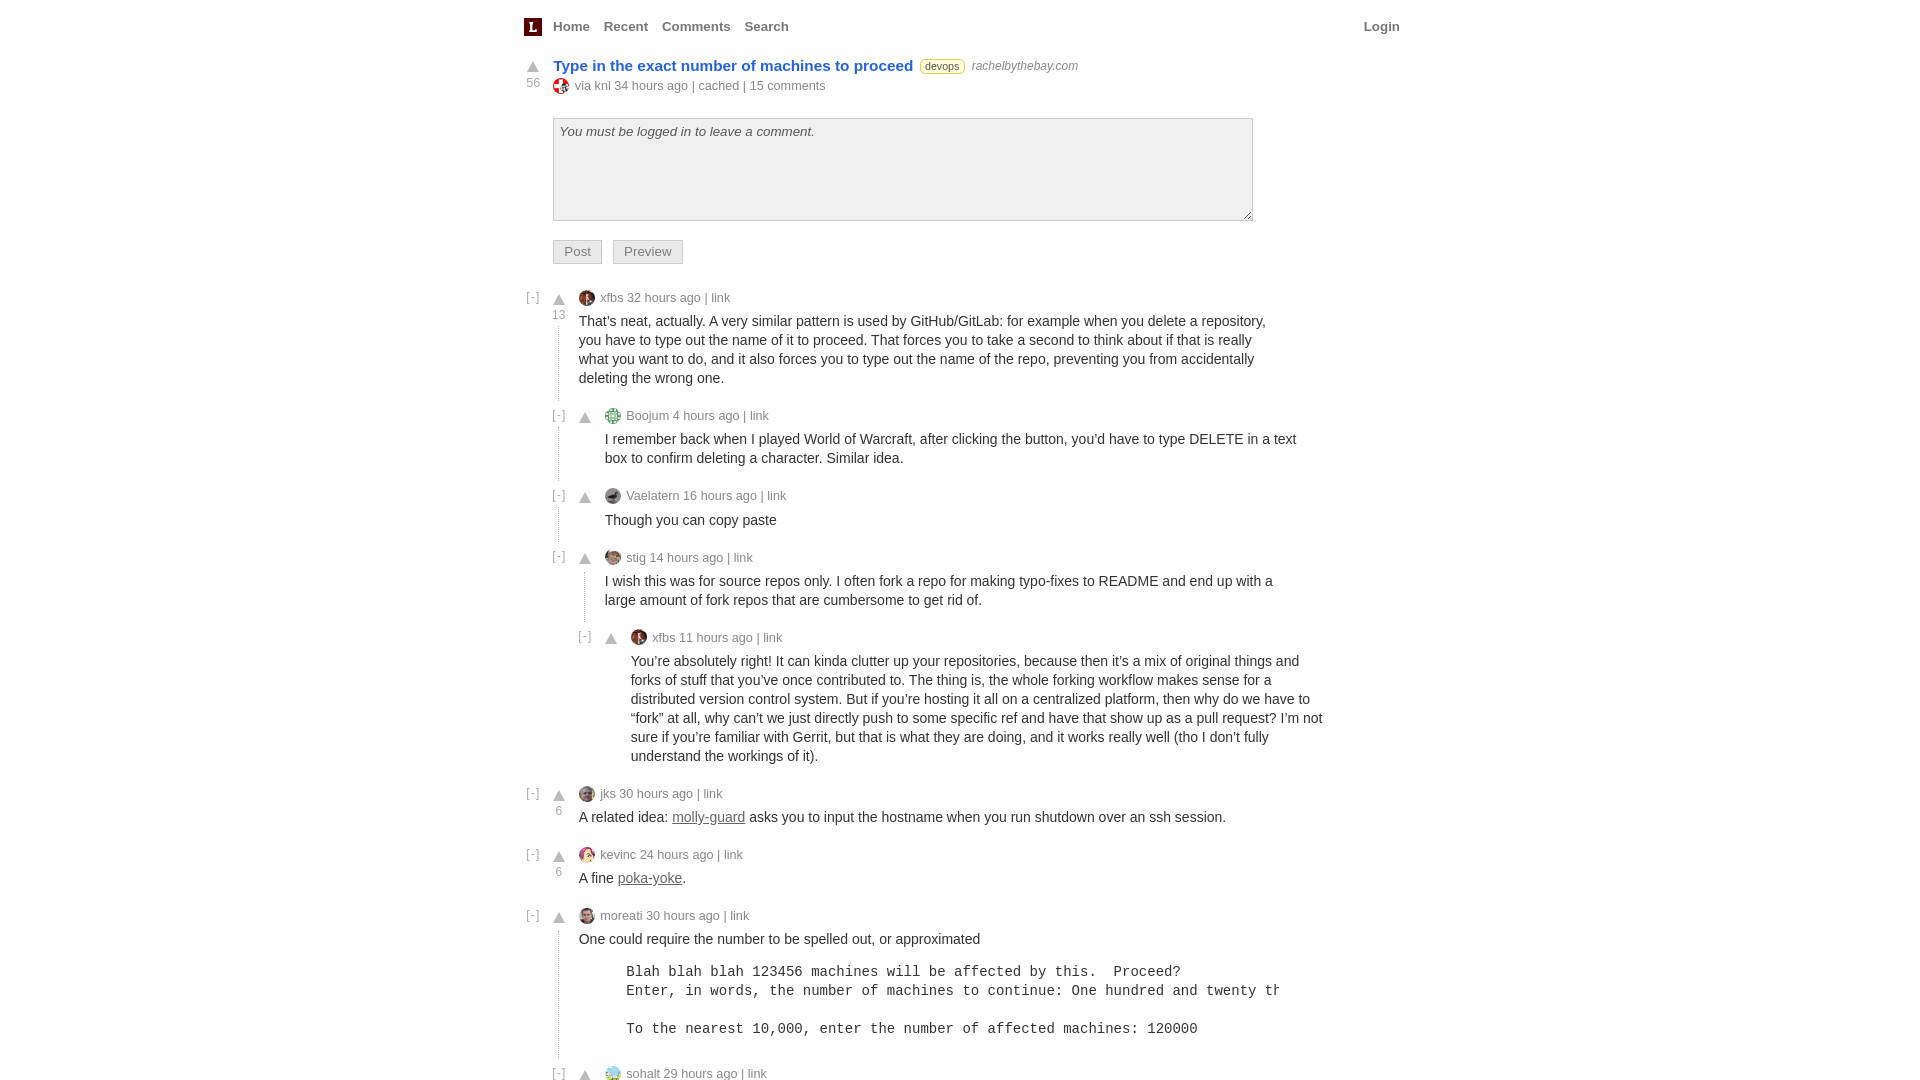 L Home Recent Comments Search Login
Type in the exact number of machines to proceed devops rachelbythebay.com
56
via knl 34 hours ago | cached | 15 comments
You must be logged in to leave a comment.
Post Preview
[-] xfbs 32 hours ago | link
13
That’s neat, actually. A very similar pattern is used by GitHub/GitLab: for example when you delete a repository,
you have to type out the name of it to proceed. That forces you to take a second to think about if that is really
what you want to do, and it also forces you to type out the name of the repo, preventing you from accidentally
deleting the wrong one.
[-] Boojum 4 hours ago | link
I remember back when I played World of Warcraft, after clicking the button, you’d have to type DELETE in a text
box to confirm deleting a character. Similar idea.
[-] Vaelatern 16 hours ago | link
Though you can copy paste
[-] stig 14 hours ago | link
I wish this was for source repos only. I often fork a repo for making typo-fixes to README and end up with a
large amount of fork repos that are cumbersome to get rid of.
[-] xfbs 11 hours ago | link
You’re absolutely right! It can kinda clutter up your repositories, because then it’s a mix of original things and
forks of stuff that you’ve once contributed to. The thing is, the whole forking workflow makes sense for a
distributed version control system. But if you’re hosting it all on a centralized platform, then why do we have to
“fork” at all, why can’t we just directly push to some specific ref and have that show up as a pull request? I’m not
sure if you’re familiar with Gerrit, but that is what they are doing, and it works really well (tho I don’t fully
understand the workings of it).
[-] jks 30 hours ago | link
6
A related idea: molly-guard asks you to input the hostname when you run shutdown over an ssh session.
[-] kevinc 24 hours ago | link
6
A fine poka-yoke.
[-] moreati 30 hours ago | link
One could require the number to be spelled out, or approximated
Blah blah blah 123456 machines will be affected by this.  Proceed?
Enter, in words, the number of machines to continue: One hundred and twenty th
To the nearest 10,000, enter the number of affected machines: 120000
[-] sohalt 29 hours ago | link